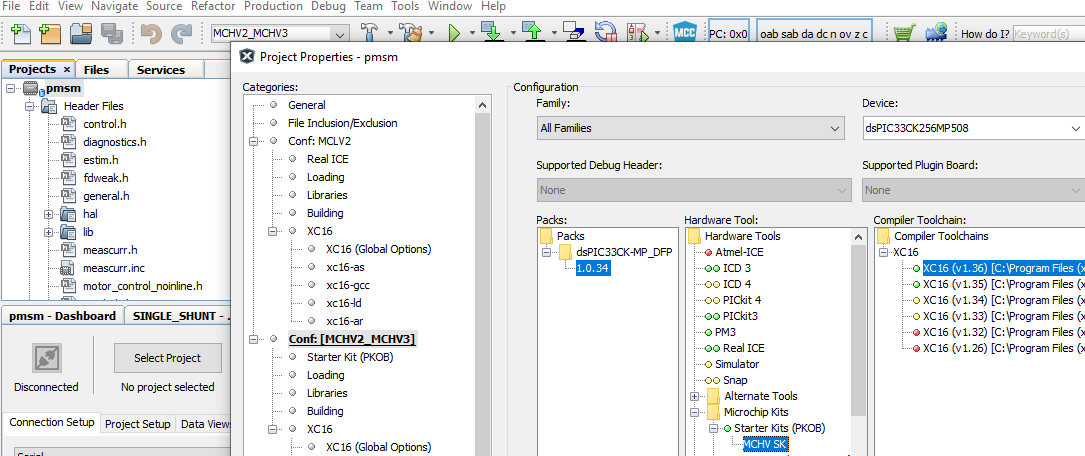 File Edit View Navigate Source Refactor Production Debug Team Tools Window Help
MCHV2_MCHV3
MCC
PC: 0x0
oab sab da dc n ov z c
How do I?
Keyword(s)
Projects ×
Files
Services
Project Properties - pmsm
pmsm
Header Files
control.h
diagnostics.h
estim.h
fdweak.h
general.h
hal
lib
meascurr.h
meascurr.inc
motor_control_noinline.h
pmsm - Dashboard
SINGLE_SHUNT - ..
Disconnected
Select Project
No project selected
Connection Setup
Project Setup
Data Views
Serial
Categories:
General
File Inclusion/Exclusion
Conf: MCLV2
Real ICE
Loading
Libraries
Building
XC16
XC16 (Global Options)
xc16-as
xc16-gcc
xc16-ld
xc16-ar
Conf: [MCHV2_MCHV3]
Starter Kit (PKOB)
Loading
Libraries
Building
XC16
XC16 (Global Options)
Configuration
Family:
All Families
Device:
dsPIC33CK256MP508
Supported Debug Header:
None
Supported Plugin Board:
None
Packs:
Packs
dsPIC33CK-MP_DFP
1.0.34
Hardware Tool:
Hardware Tools
Atmel-ICE
ICD 3
ICD 4
PICkit 4
PICkit3
PM3
Real ICE
Simulator
Snap
Alternate Tools
Microchip Kits
Starter Kits (PKOB)
MCHV SK
Compiler Toolchain:
Compiler Toolchains
XC16
XC16 (v1.36) [C:\Program Files (x
XC16 (v1.35) [C:\Program Files (x
XC16 (v1.34) [C:\Program Files (x
XC16 (v1.33) [C:\Program Files (x
XC16 (v1.32) [C:\Program Files (x
XC16 (v1.26) [C:\Program Files (x